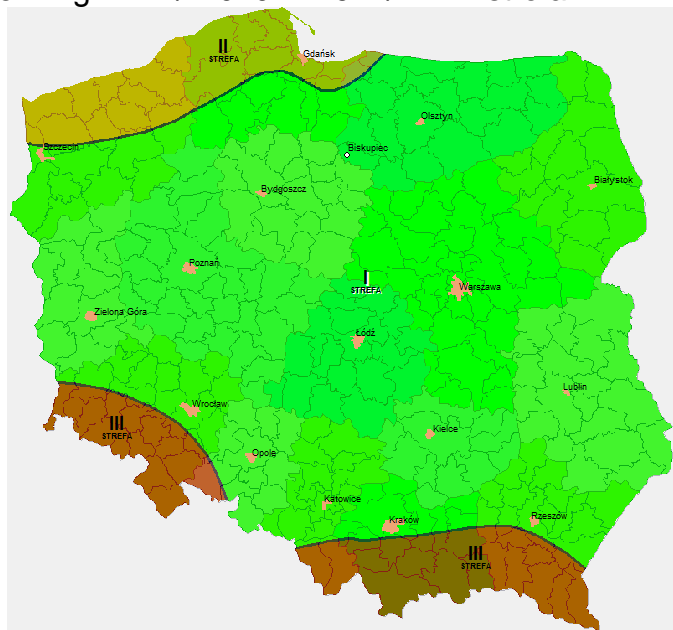 II
STREFA
Gdańsk
Olsztyn
Szczecin
Biskupiec
Białystok
Bydgoszcz
Poznań
I
STREFA
Warszawa
Zielona Góra
Łódź
Lublin
Wrocław
III
STREFA
Kielce
Opole
Katowice
Kraków
Rzeszów
III
STREFA